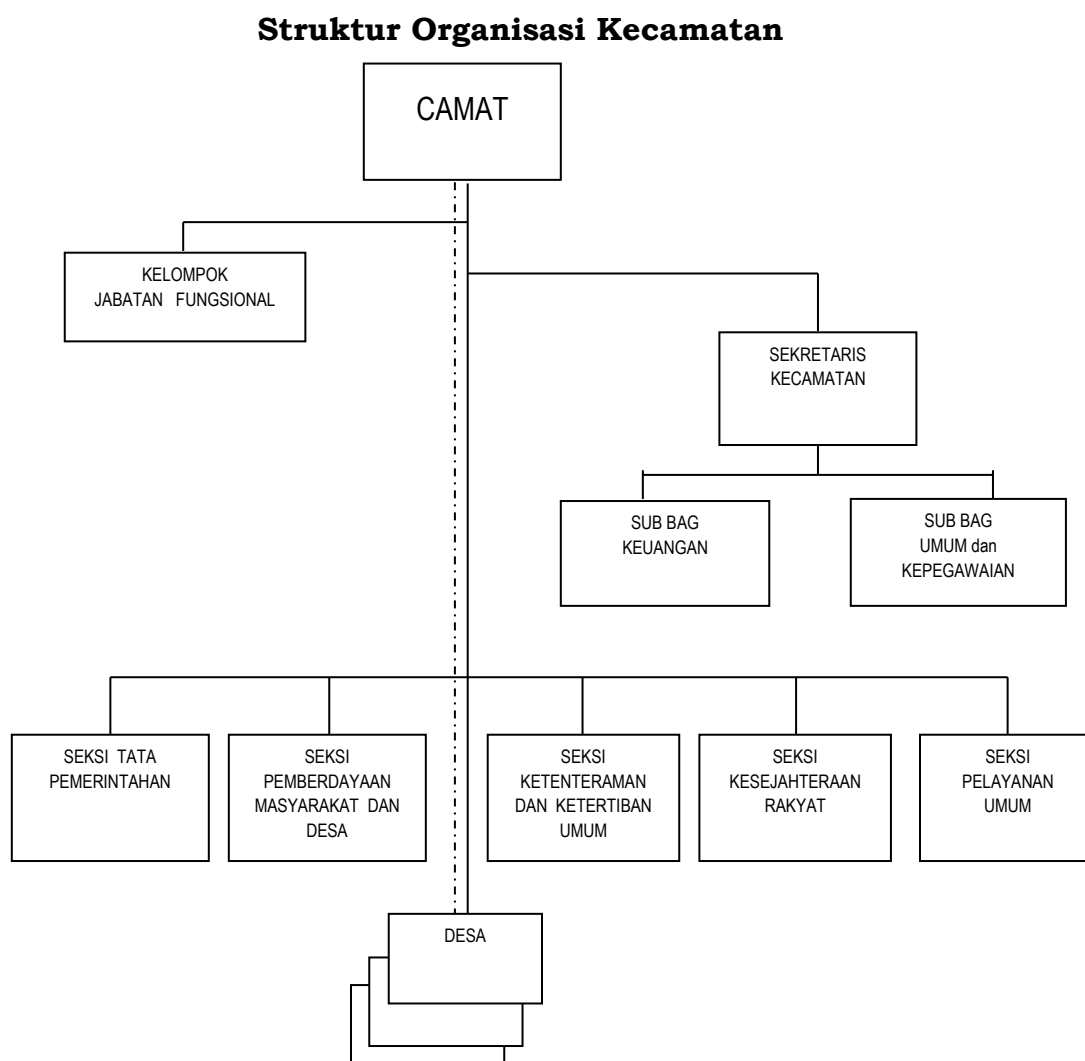 Struktur Organisasi Kecamatan
CAMAT
KELOMPOK
JABATAN FUNGSIONAL
SEKRETARIS
KECAMATAN
SUB BAG
KEUANGAN
SUB BAG
UMUM dan
KEPEGAWAIAN
SEKSI TATA
PEMERINTAHAN
SEKSI
PEMBERDAYAAN
MASYARAKAT DAN
DESA
SEKSI
KETENTERAMAN
DAN KETERTIBAN
UMUM
SEKSI
KESEJAHTERAAN
RAKYAT
SEKSI
PELAYANAN
UMUM
DESA